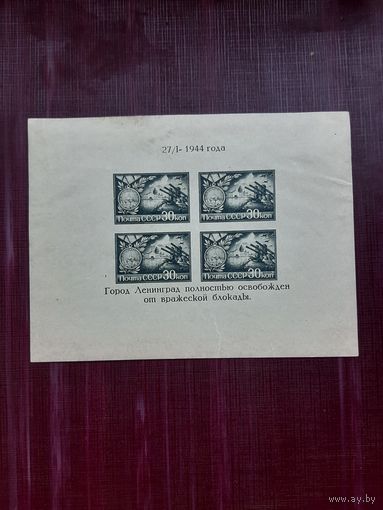 27/I- 1944 года
Почта СССР 30 коп
Почта СССР 30 коп
Почта СССР 30 коп
Почта СССР 30 коп
Город Ленинград полностью освобожден
от вражеской блокады.
www.ay.by